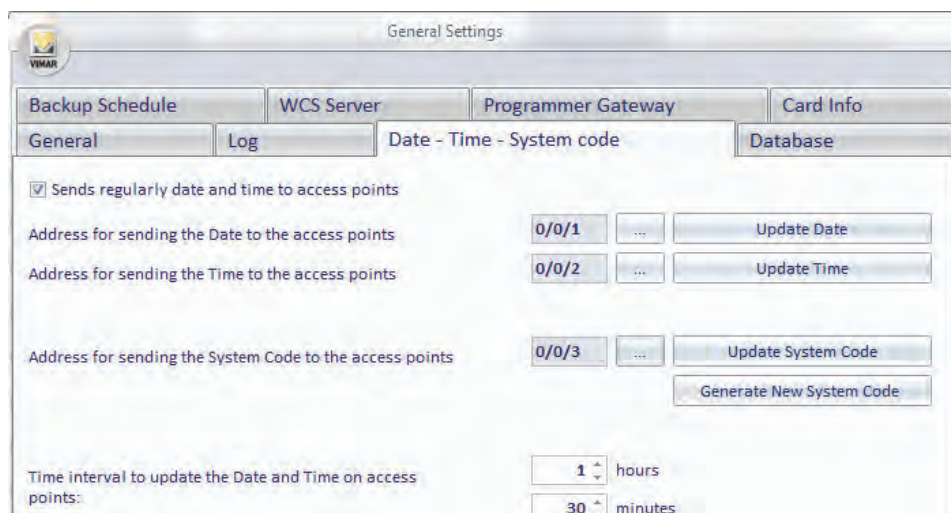 General Settings
VIMAR
Backup Schedule WCS Server Programmer Gateway Card Info
General Log Date - Time - System code Database
Sends regularly date and time to access points
Address for sending the Date to the access points 0/0/1 ... Update Date
Address for sending the Time to the access points 0/0/2 ... Update Time
Address for sending the System Code to the access points 0/0/3 ... Update System Code
Generate New System Code
Time interval to update the Date and Time on access 1 hours
points:
30 minutes